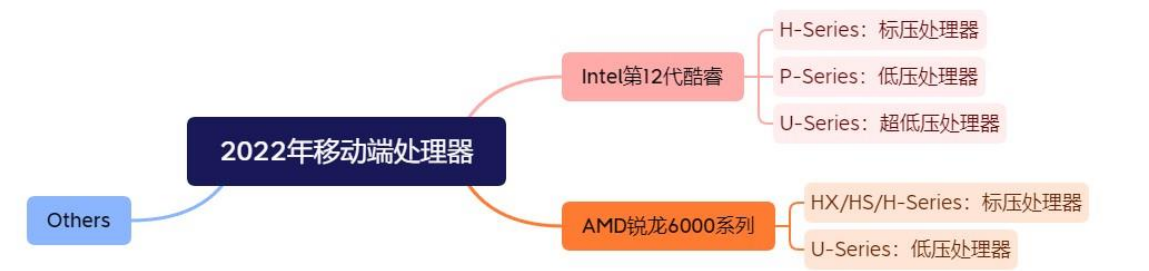 2022年移动端处理器
Intel第12代酷睿
H-Series：标压处理器
P-Series：低压处理器
U-Series：超低压处理器
AMD锐龙6000系列
HX/HS/H-Series：标压处理器
U-Series：低压处理器
Others